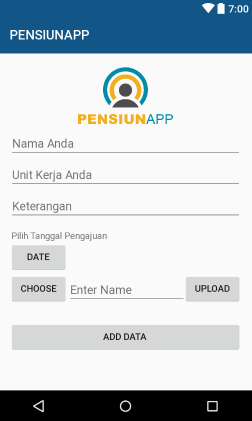 7:00
PENSIUNAPP
PENSIUNAPP
Nama Anda
Unit Kerja Anda
Keterangan
Pilih Tanggal Pengajuan
DATE
CHOOSE Enter Name UPLOAD
ADD DATA